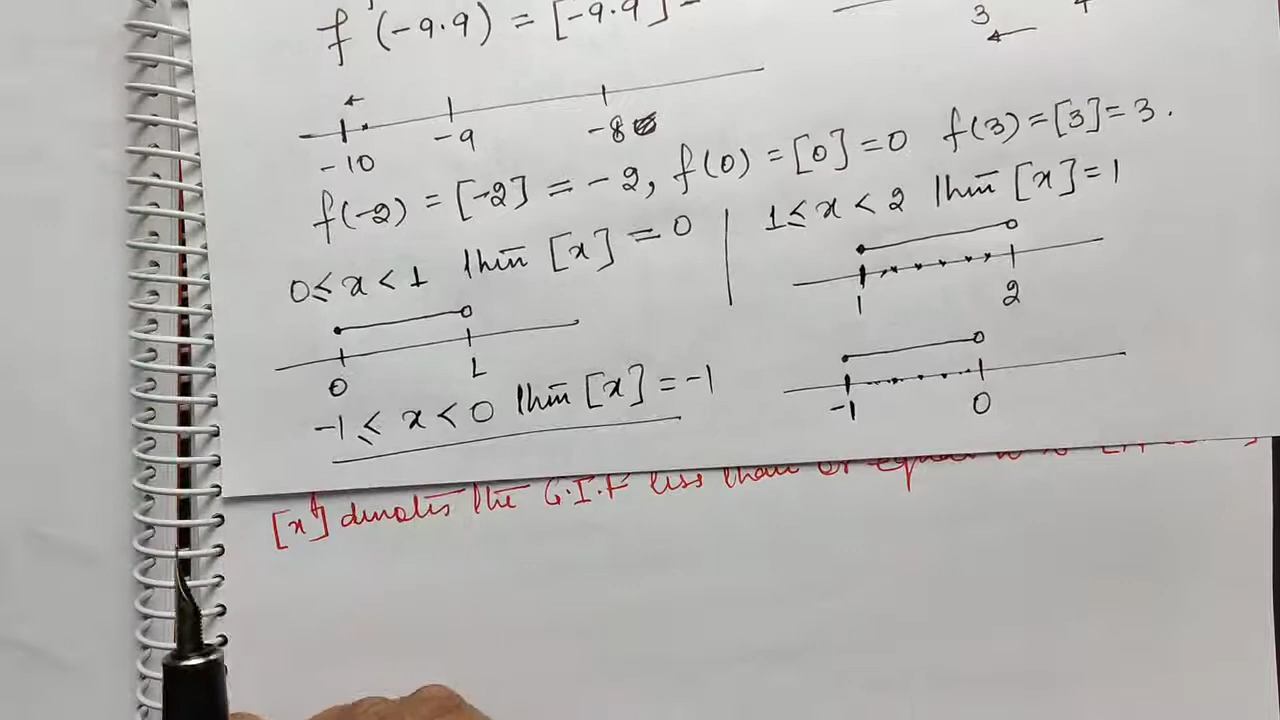 f(-9.9) = [-9.9] =
3 4
-10 -9 -8
f(-2) = [-2] = -2, f(0) = [0] = 0 f(3) = [3] = 3.
0 ≤ x < 1 then [x] = 0
1 ≤ x < 2 then [x] = 1
0 1
1 2
-1 ≤ x < 0 then [x] = -1
-1 0
denotes the G.I.F less than or equal to